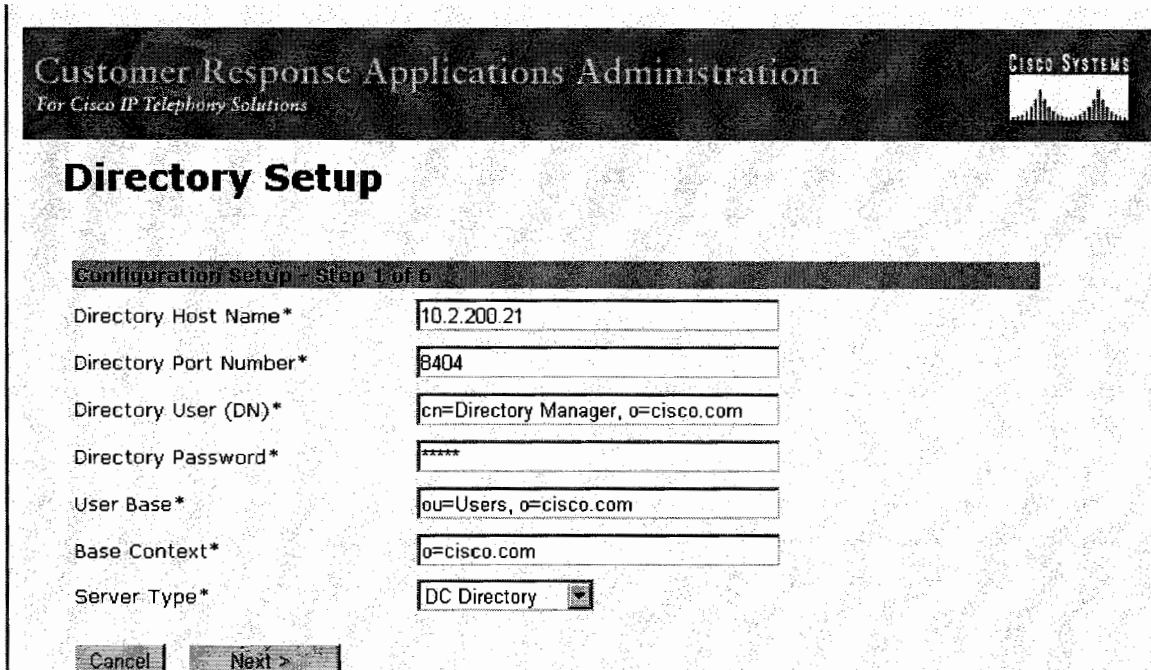 Customer Response Applications Administration
For Cisco IP Telephony Solutions
CISCO SYSTEMS
Directory Setup
Configuration Setup - Step 1 of 6
Directory Host Name* 10.2.200.21
Directory Port Number* 8404
Directory User (DN)* cn=Directory Manager, o=cisco.com
Directory Password* *****
User Base* ou=Users, o=cisco.com
Base Context* o=cisco.com
Server Type* DC Directory
Cancel Next >